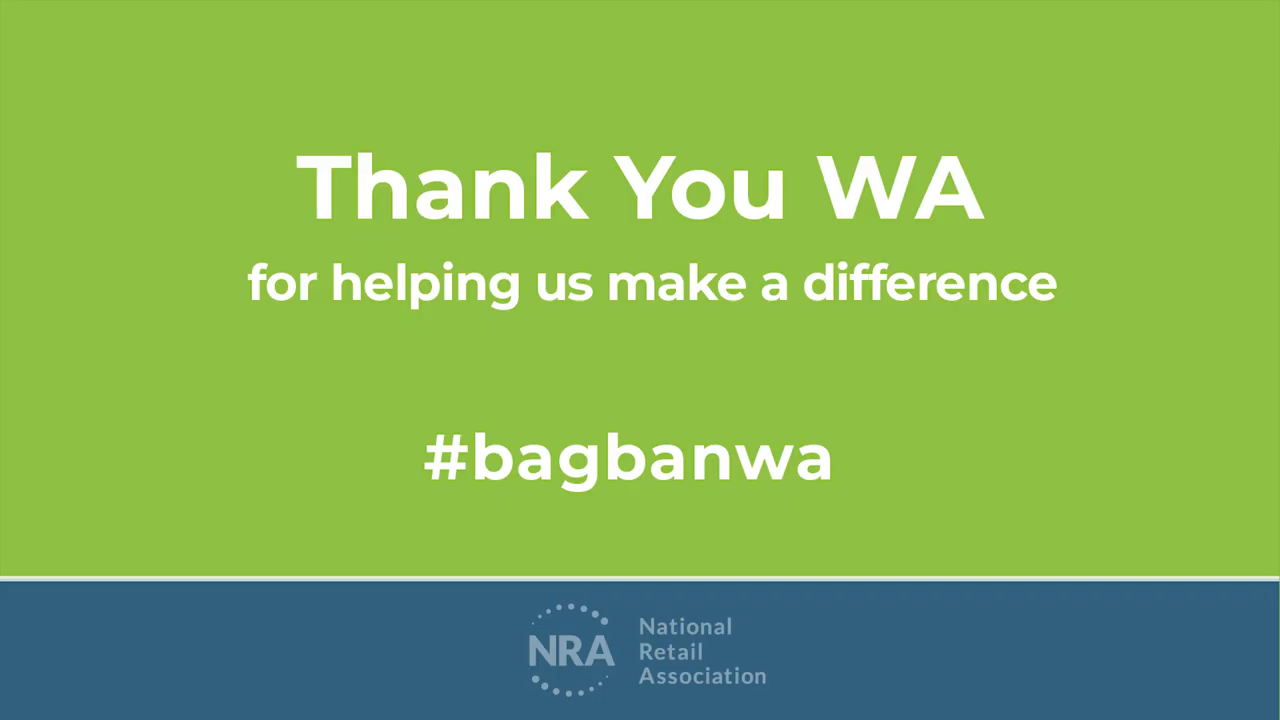 Thank You WA
for helping us make a difference
#bagbanwa
NRA
National
Retail
Association